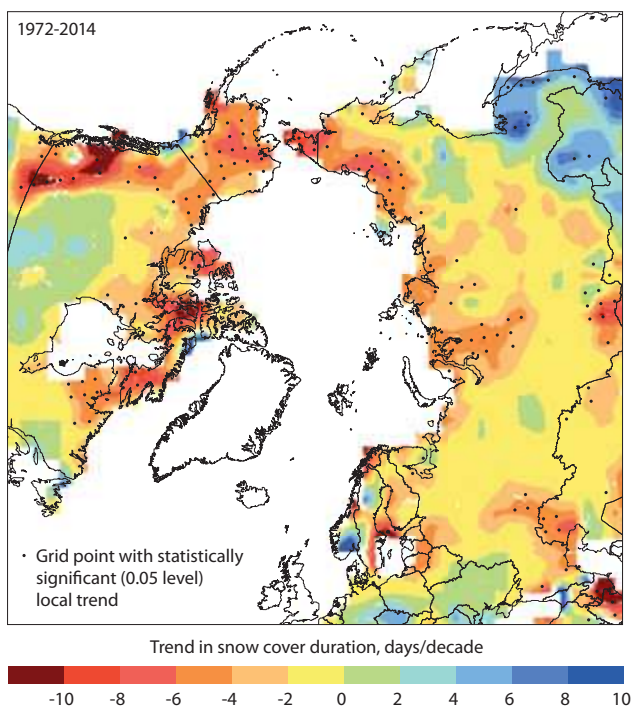 1972-2014
· Grid point with statistically
significant (0.05 level)
local trend
Trend in snow cover duration, days/decade
-10 -8 -6 -4 -2 0 2 4 6 8 10